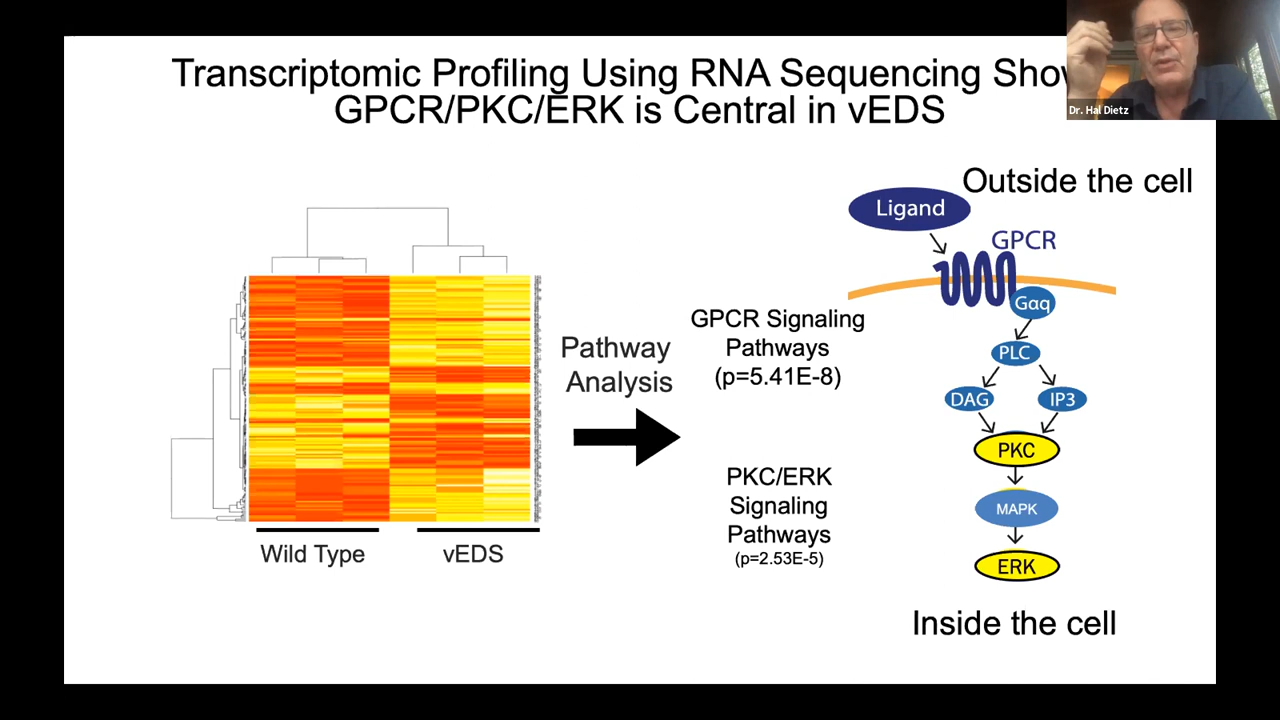 Transcriptomic Profiling Using RNA Sequencing Sho
GPCR/PKC/ERK is Central in vEDS
Dr. Hal Dietz
Outside the cell
Ligand
GPCR
Gαq
PLC
DAG
IP3
PKC
MAPK
ERK
Inside the cell
Pathway
Analysis
GPCR Signaling
Pathways
(p=5.41E-8)
PKC/ERK
Signaling
Pathways
(p=2.53E-5)
Wild Type
vEDS